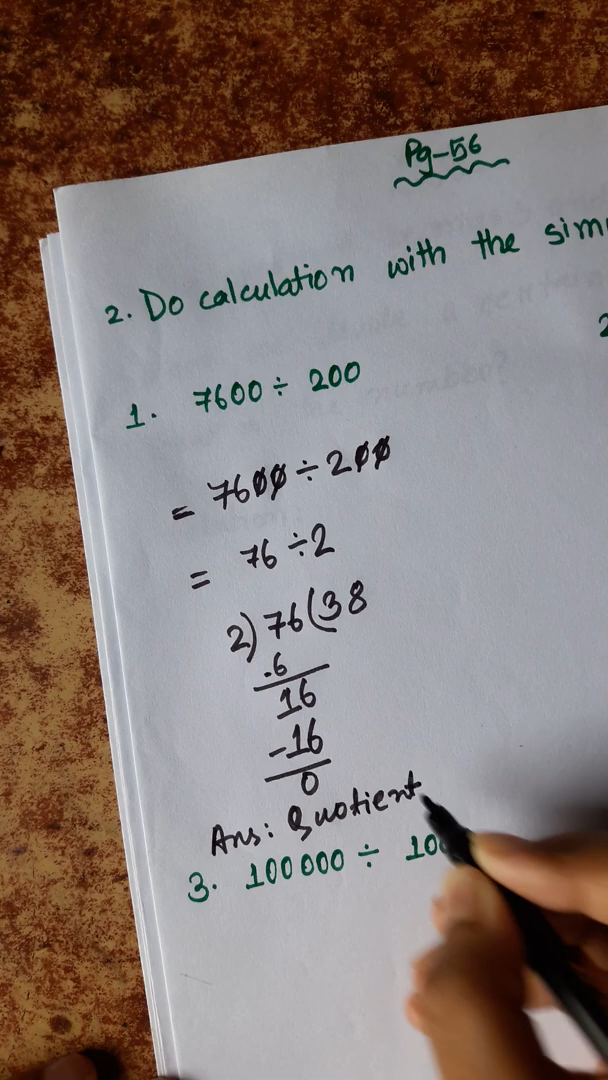 Pg-56
2. Do calculation with the sim
1. 7600 ÷ 200
= 7600 ÷ 200
= 76 ÷ 2
2) 76 (38
-6
16
-16
0
Ans: Quotient
3. 100000 ÷ 100